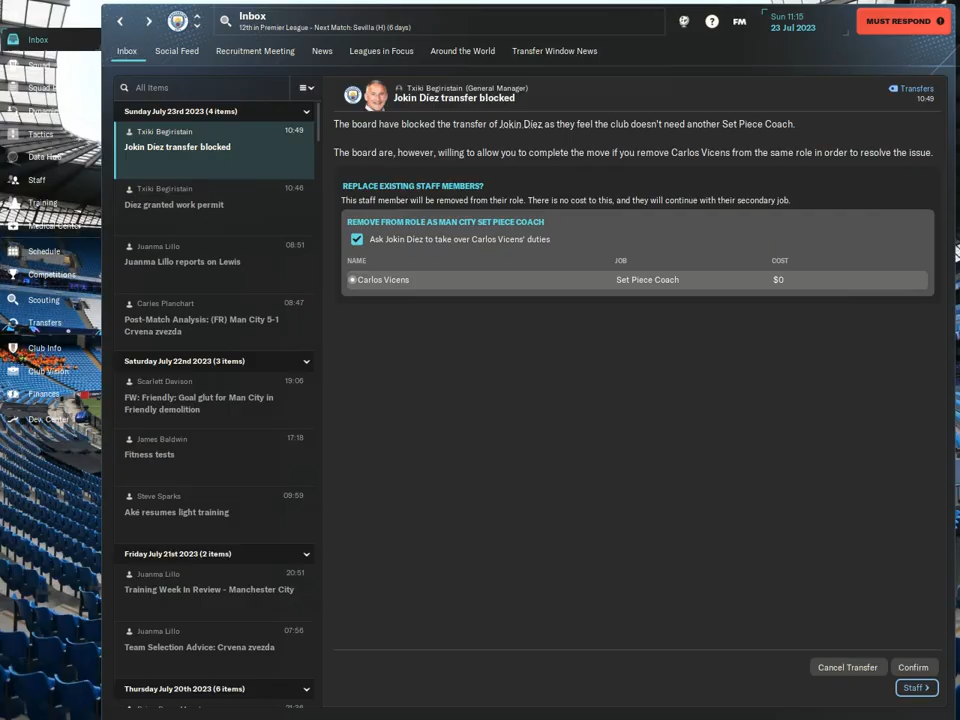 Inbox
12th in Premier League - Next Match: Sevilla (H) (6 days)
FM
Sun 11:15
23 Jul 2023
MUST RESPOND
Inbox
Social Feed
Recruitment Meeting
News
Leagues in Focus
Around the World
Transfer Window News
Inbox
Squad
Squad
Tactics
Data Hub
Staff
Training
Medical Center
Schedule
Competitions
Scouting
Transfers
Club Info
Club Vision
Finances
Dev. Center
All Items
Sunday July 23rd 2023 (4 items)
Txiki Begiristain 10:49
Jokin Díez transfer blocked
Txiki Begiristain 10:46
Díez granted work permit
Juanma Lillo 08:51
Juanma Lillo reports on Lewis
Carles Planchart 08:47
Post-Match Analysis: (FR) Man City 5-1
Crvena zvezda
Saturday July 22nd 2023 (3 items)
Scarlett Davison 19:06
FW: Friendly: Goal glut for Man City in
Friendly demolition
James Baldwin 17:18
Fitness tests
Steve Sparks 09:59
Aké resumes light training
Friday July 21st 2023 (2 items)
Juanma Lillo 20:51
Training Week In Review - Manchester City
Juanma Lillo 07:56
Team Selection Advice: Crvena zvezda
Thursday July 20th 2023 (6 items)
Txiki Begiristain (General Manager)
Jokin Díez transfer blocked
Transfers
10:49
The board have blocked the transfer of Jokin Díez as they feel the club doesn't need another Set Piece Coach.
The board are, however, willing to allow you to complete the move if you remove Carlos Vicens from the same role in order to resolve the issue.
REPLACE EXISTING STAFF MEMBERS?
This staff member will be removed from their role. There is no cost to this, and they will continue with their secondary job.
REMOVE FROM ROLE AS MAN CITY SET PIECE COACH
Ask Jokin Díez to take over Carlos Vicens' duties
NAME JOB COST
Carlos Vicens Set Piece Coach $0
Cancel Transfer
Confirm
Staff >